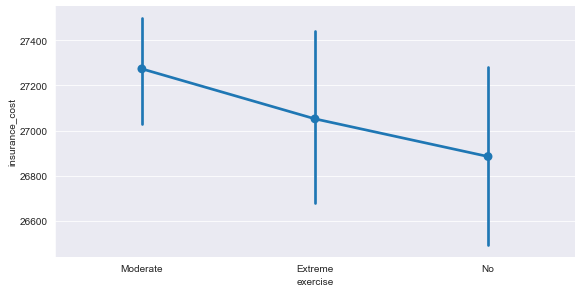 27400
27200
27000
26800
26600
insurance_cost
Moderate
Extreme
No
exercise